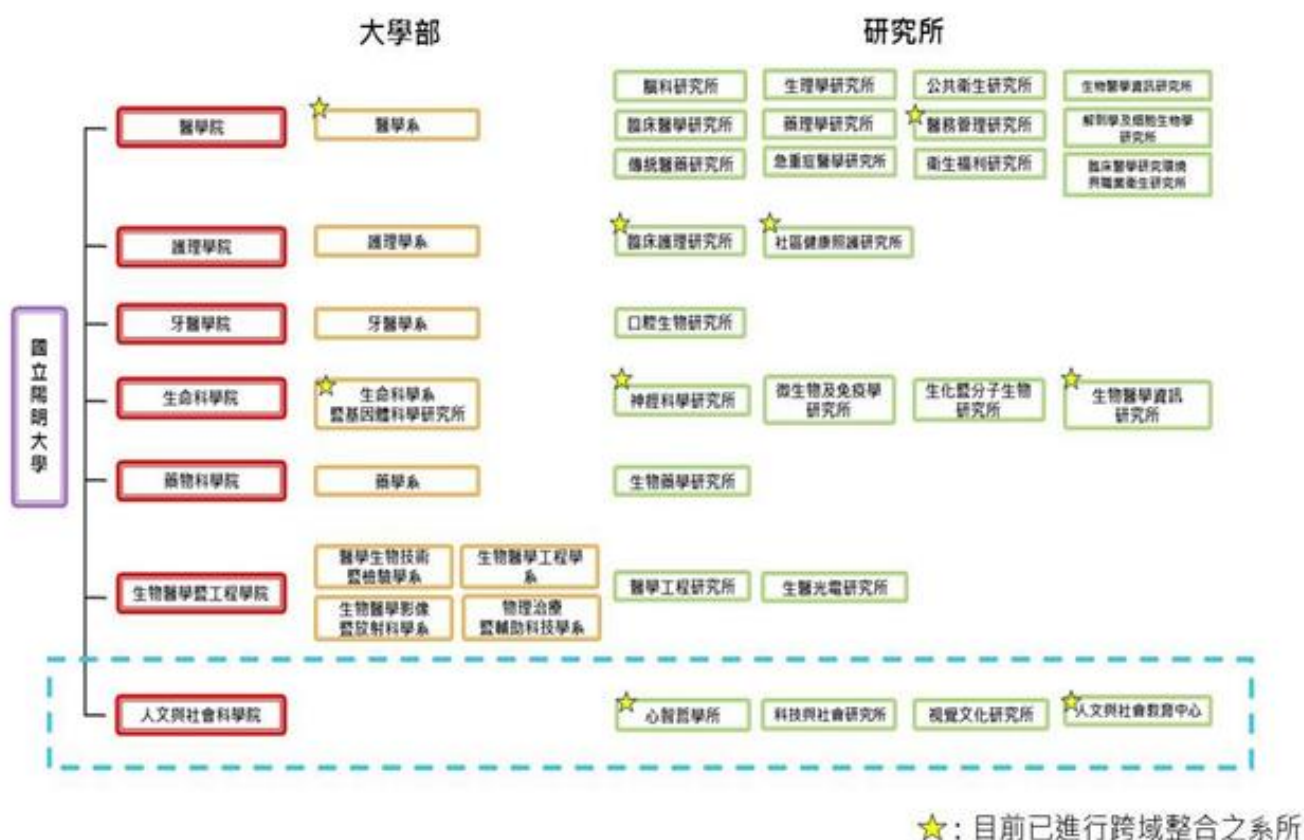 大學部
研究所
國立陽明大學
醫學院
醫學系
腦科研究所
生理學研究所
公共衛生研究所
生物醫學資訊研究所
臨床醫學研究所
藥理學研究所
醫務管理研究所
解剖學及細胞生物學
研究所
傳統醫藥研究所
急重症醫學研究所
衛生福利研究所
臨床醫學研究環境
與職業衛生研究所
護理學院
護理學系
臨床護理研究所
社區健康照護研究所
牙醫學院
牙醫學系
口腔生物研究所
生命科學院
生命科學系
暨基因體科學研究所
神經科學研究所
微生物及免疫學
研究所
生化暨分子生物
研究所
生物醫學資訊
研究所
藥物科學院
藥學系
生物藥學研究所
生物醫學暨工程學院
醫學生物技術
暨檢驗學系
生物醫學工程學
系
生物醫學影像
暨放射科學系
物理治療
暨輔助科技學系
醫學工程研究所
生醫光電研究所
人文與社會科學院
心智哲學所
科技與社會研究所
視覺文化研究所
人文與社會教育中心
：目前已進行跨域整合之系所